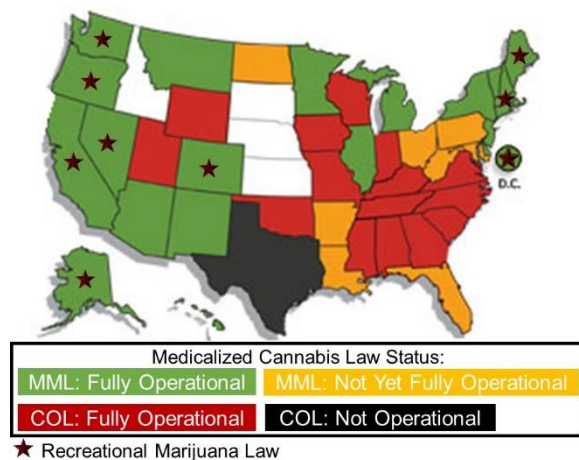 D.C.
Medicalized Cannabis Law Status:
MML: Fully Operational MML: Not Yet Fully Operational
COL: Fully Operational COL: Not Operational
Recreational Marijuana Law